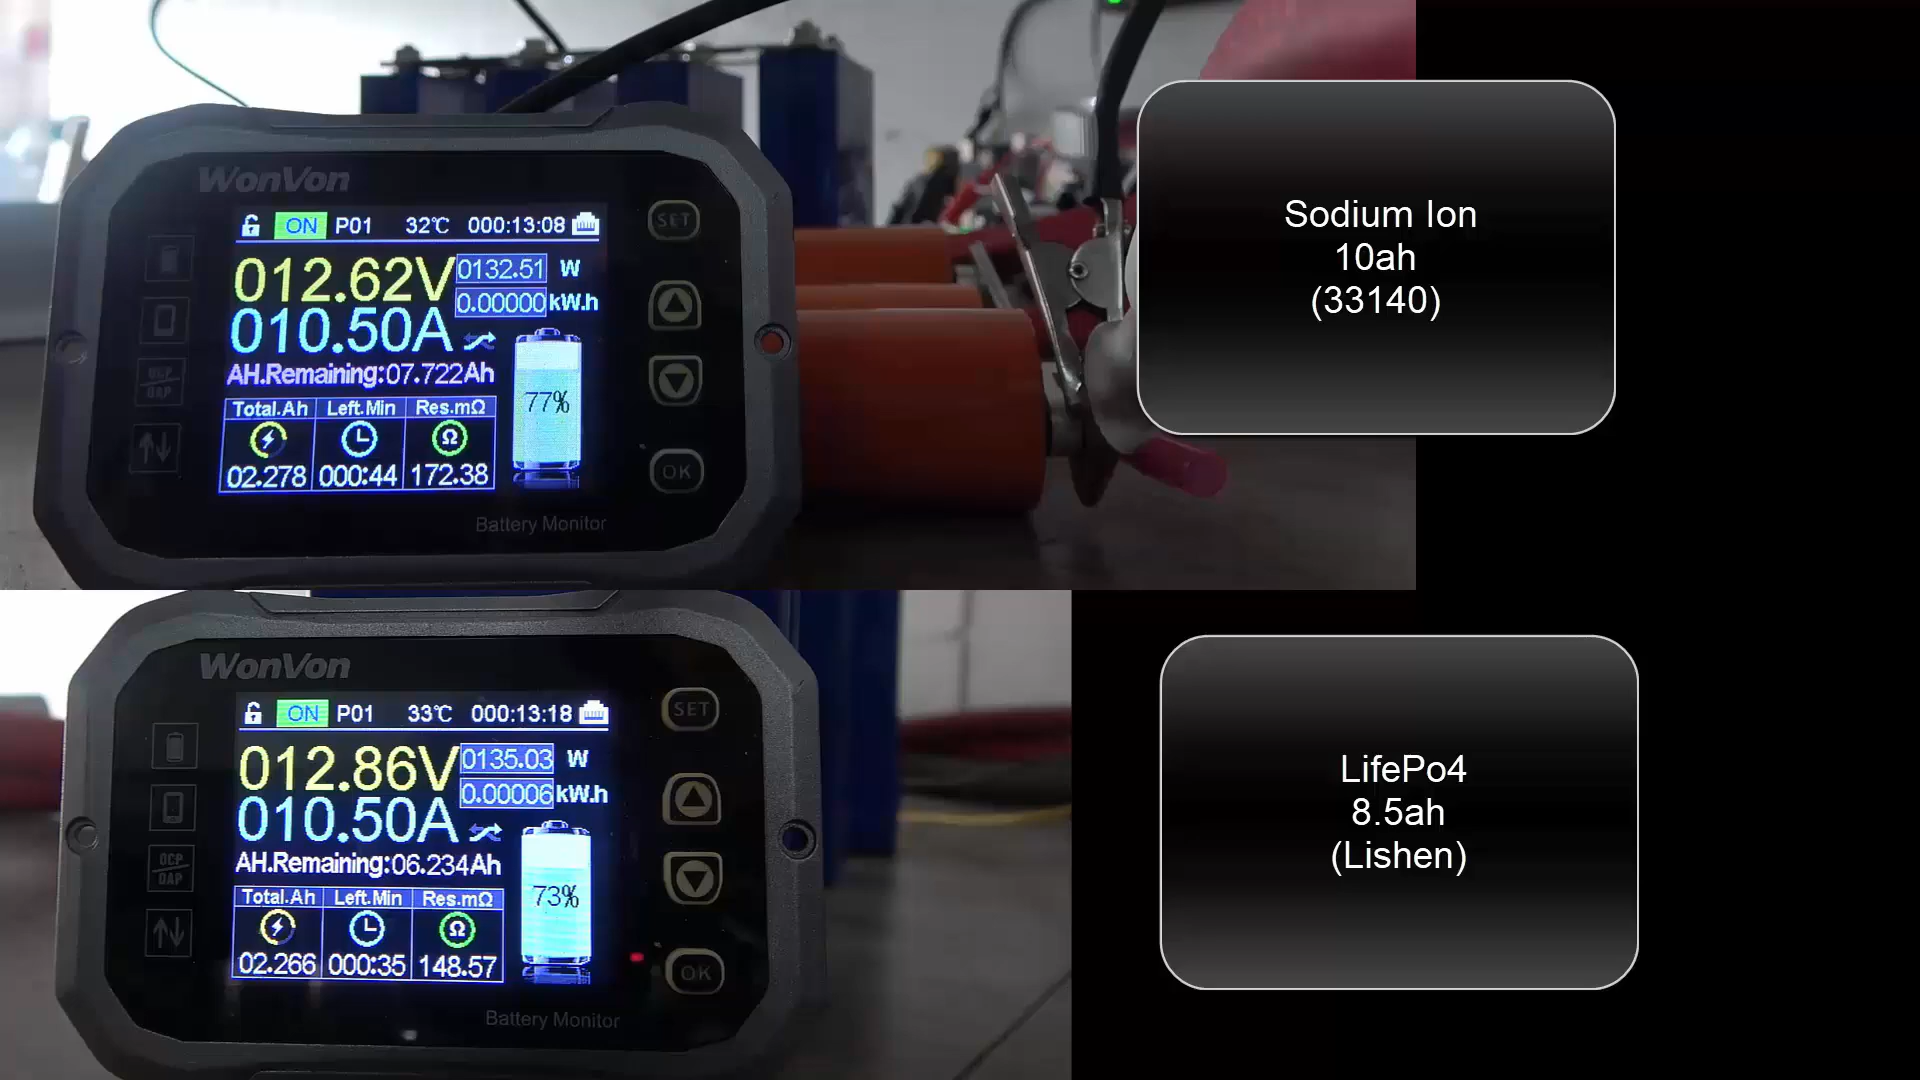 WonVon
ON P01 32℃ 000:13:08
012.62V 0132.51 W
0.00000 kW.h
010.50A
AH.Remaining:07.722Ah
77%
Total.Ah Left.Min Res.mΩ
02.278 000:44 172.38
Battery Monitor
SET
OK
Sodium Ion
10ah
(33140)
WonVon
ON P01 33℃ 000:13:18
012.86V 0135.03 W
0.00006 kW.h
010.50A
AH.Remaining:06.234Ah
73%
Total.Ah Left.Min Res.mΩ
02.266 000:35 148.57
Battery Monitor
OCP
OAP
SET
OK
LifePo4
8.5ah
(Lishen)